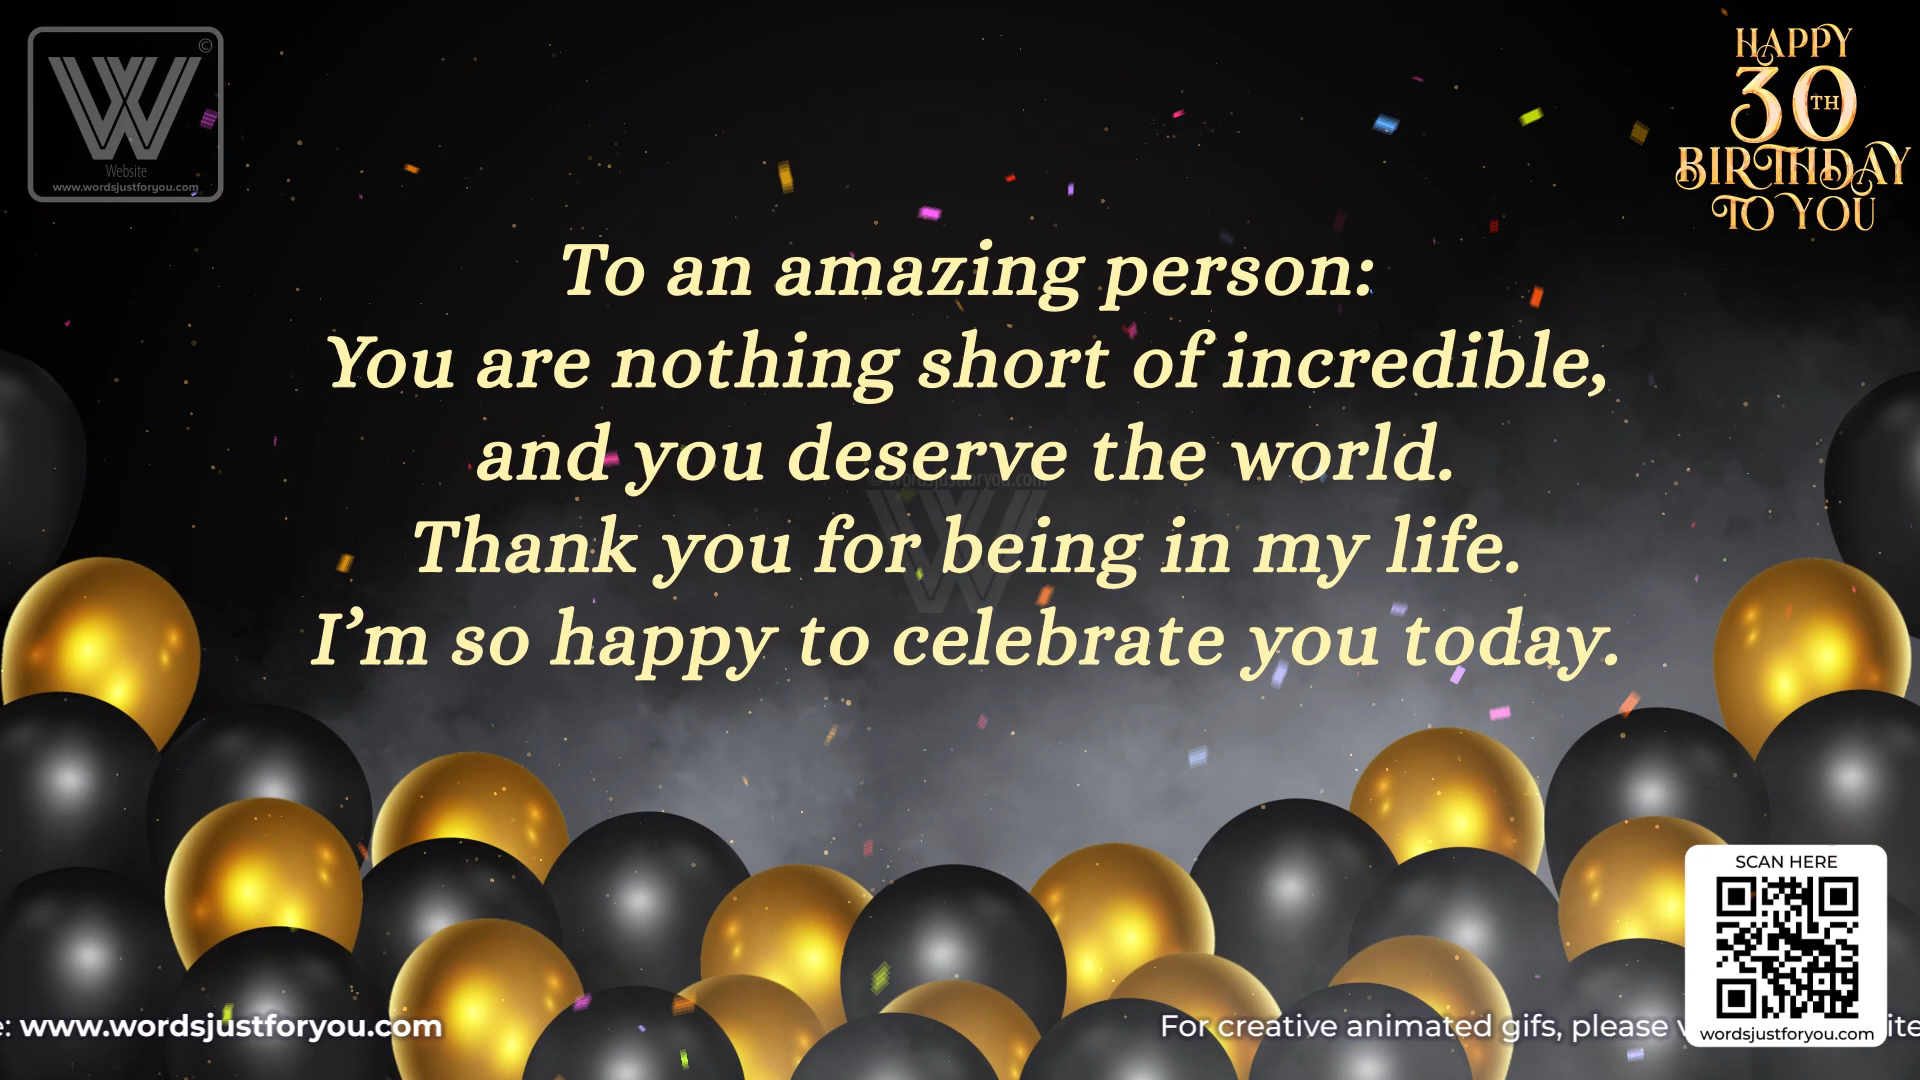 ©
Website
www.wordsjustforyou.com
HAPPY
30TH
BIRTHDAY
TO YOU
To an amazing person:
You are nothing short of incredible,
and you deserve the world.
© wordsjustforyou.com
Thank you for being in my life.
I’m so happy to celebrate you today.
SCAN HERE
wordsjustforyou.com
e: www.wordsjustforyou.com
For creative animated gifs, please